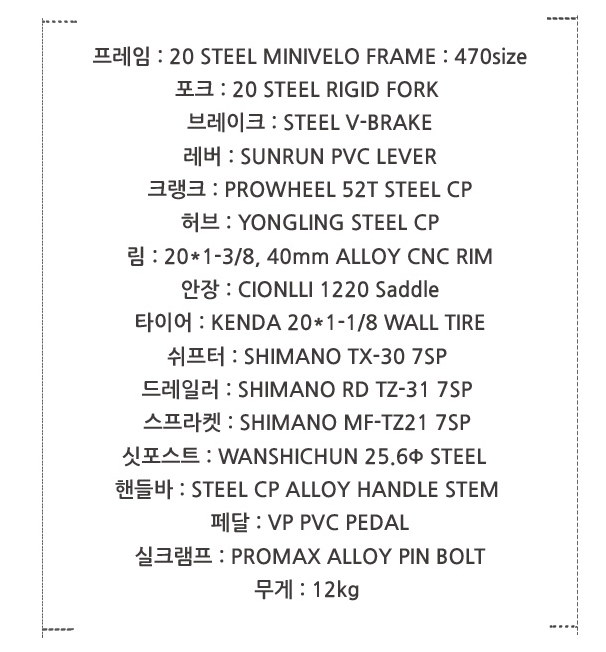 프레임 : 20 STEEL MINIVELO FRAME : 470size
포크 : 20 STEEL RIGID FORK
브레이크 : STEEL V-BRAKE
레버 : SUNRUN PVC LEVER
크랭크 : PROWHEEL 52T STEEL CP
허브 : YONGLING STEEL CP
림 : 20*1-3/8, 40mm ALLOY CNC RIM
안장 : CIONLLI 1220 Saddle
타이어 : KENDA 20*1-1/8 WALL TIRE
쉬프터 : SHIMANO TX-30 7SP
드레일러 : SHIMANO RD TZ-31 7SP
스프라켓 : SHIMANO MF-TZ21 7SP
싯포스트 : WANSHICHUN 25.6Φ STEEL
핸들바 : STEEL CP ALLOY HANDLE STEM
페달 : VP PVC PEDAL
실크램프 : PROMAX ALLOY PIN BOLT
무게 : 12kg